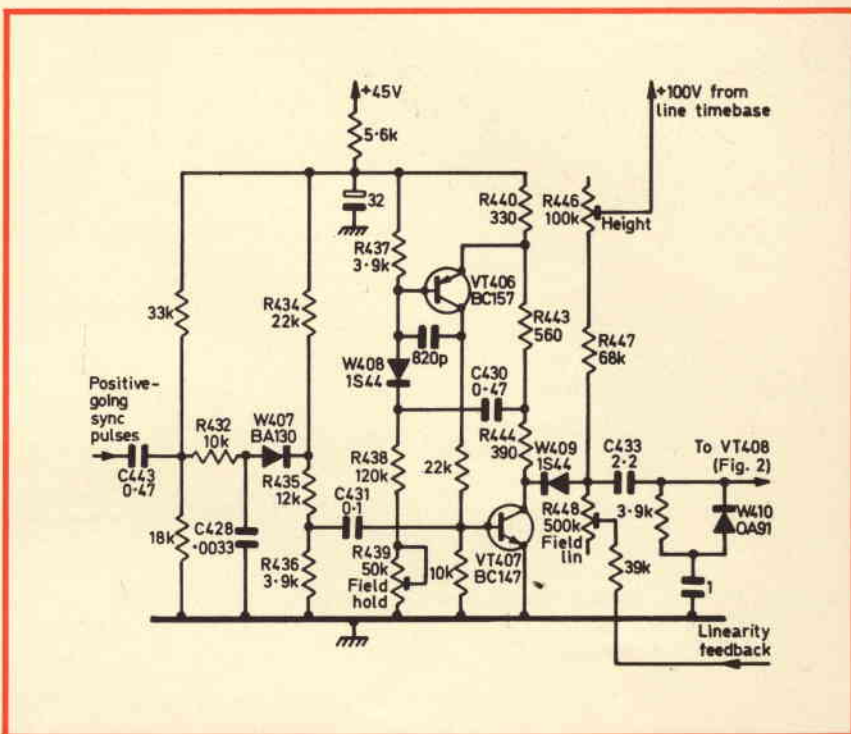 +45V
+100V from
line timebase
5·6k
32
R440
330
R446
100k
Height
R437
3·9k
VT406
BC157
33k
R434
22k
R443
560
R447
68k
820p
W408
1S44
C430
0·47
Positive-
going
sync
pulses
R432
10k
W407
BA130
R444
390
W409
1S44
C433
2·2
To VT408
(Fig. 2)
C443
0·47
R435
12k
R438
120k
22k
C431
0·1
R448
500k
Field
lin
3·9k
W410
OA91
18k
C428
·0033
R436
3·9k
R439
50k
Field
hold
10k
VT407
BC147
39k
1
Linearity
feedback